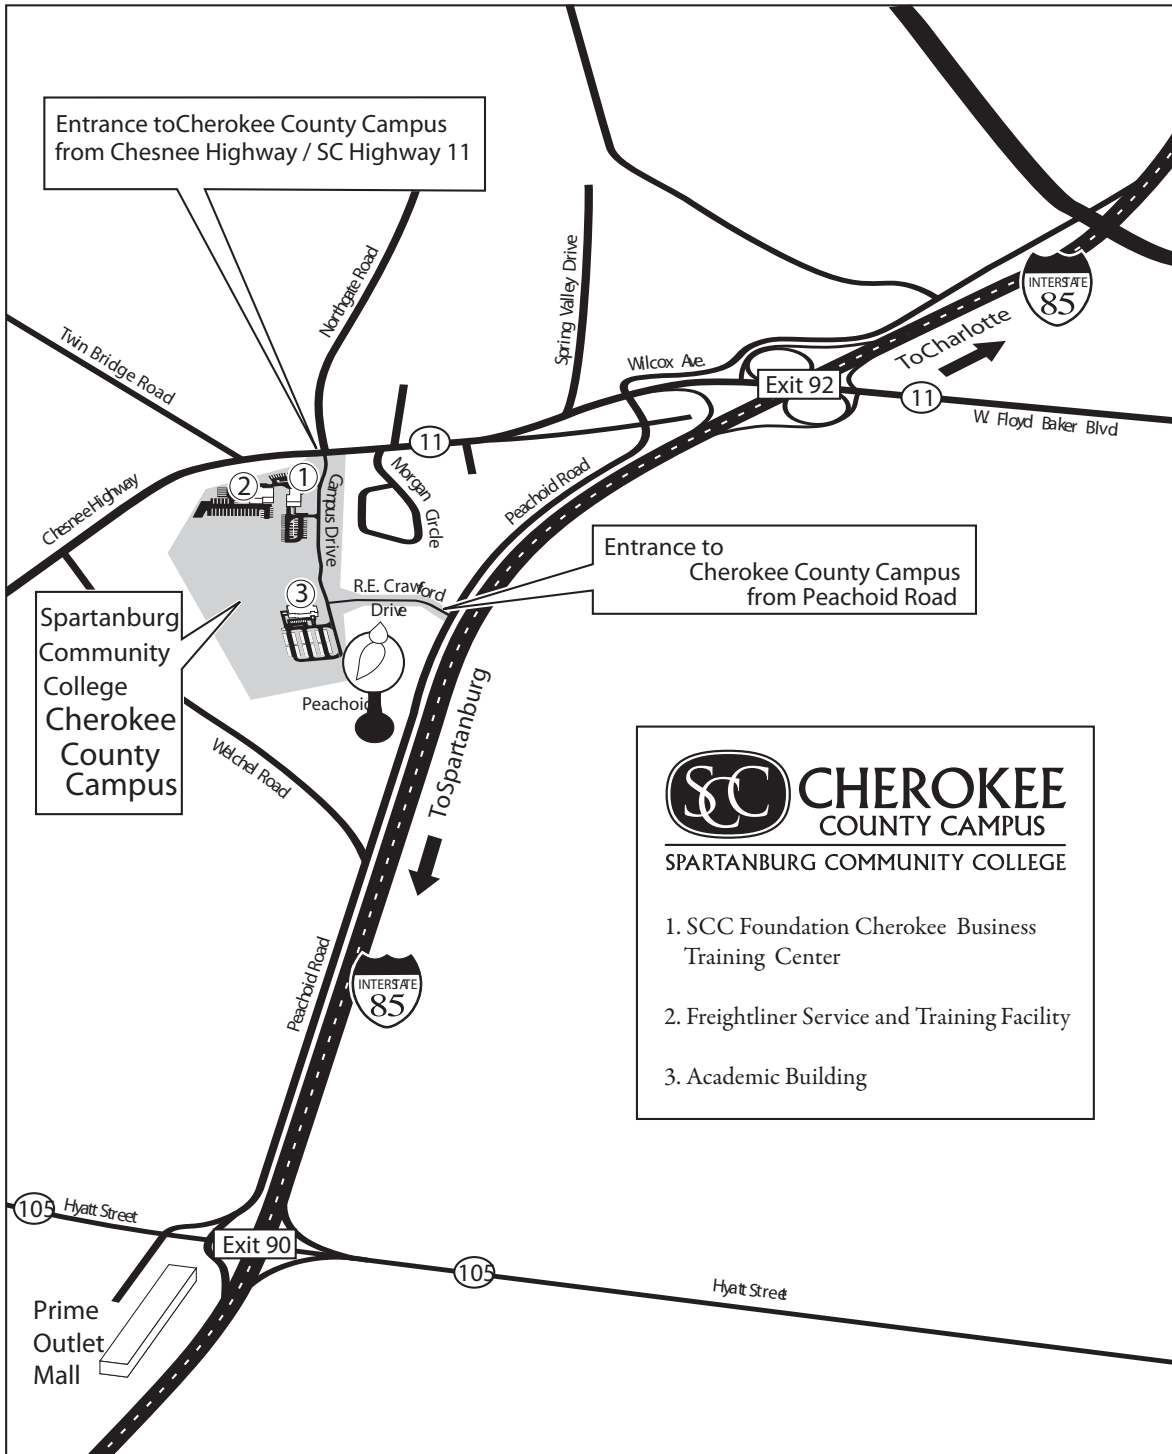 Entrance toCherokee County Campus
from Chesnee Highway / SC Highway 11
Northgate Road
Spring Valley Drive
Twin Bridge Road
Wilcox Ave.
INTERSTATE
85
ToCharlotte
Exit 92
11
W. Floyd Baker Blvd
11
Chesnee Highway
1
2
Campus Drive
Morgan Circle
Peachoid Road
Entrance to
Cherokee County Campus
from Peachoid Road
3
R.E. Crawford
Drive
Spartanburg
Community
College
Cherokee
County
Campus
Peachoid
Welchel Road
ToSpartanburg
SCC
CHEROKEE
COUNTY CAMPUS
SPARTANBURG COMMUNITY COLLEGE
1. SCC Foundation Cherokee Business
Training Center
2. Freightliner Service and Training Facility
3. Academic Building
Peachoid Road
INTERSTATE
85
105
Hyatt Street
Exit 90
105
Hyatt Street
Prime
Outlet
Mall